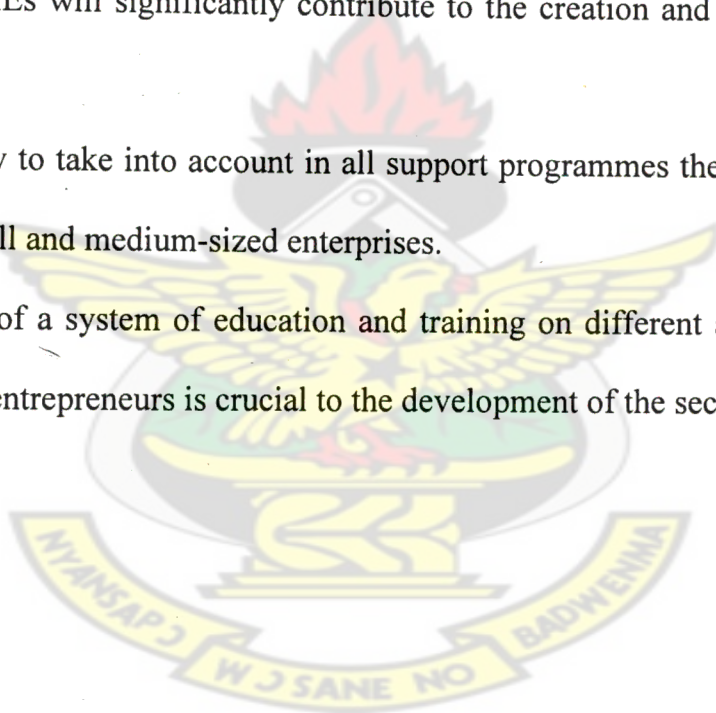 Es will significantly contribute to the creation and
to take into account in all support programmes the
ll and medium-sized enterprises.
of a system of education and training on different
entrepreneurs is crucial to the development of the sec
NYANSAPƆ WƆSANE NO BADWENMA